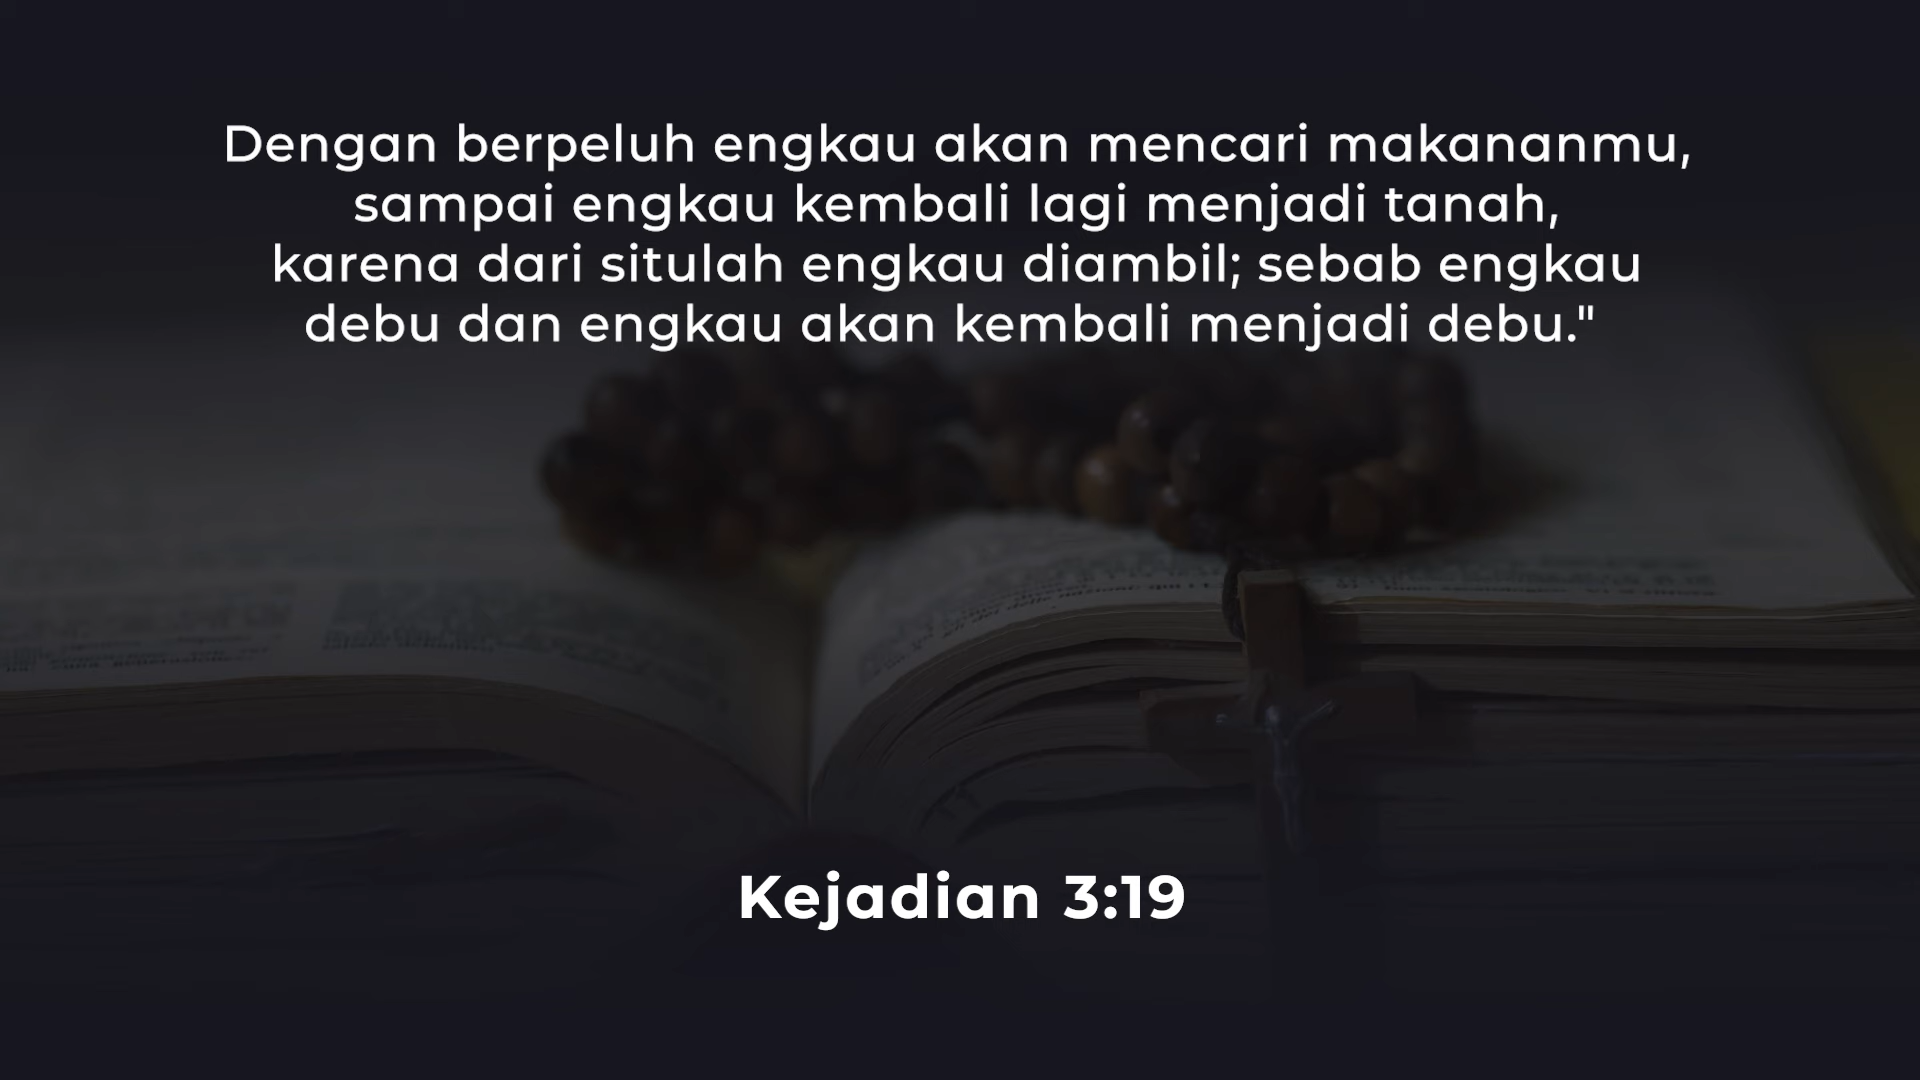 Dengan berpeluh engkau akan mencari makananmu,
sampai engkau kembali lagi menjadi tanah,
karena dari situlah engkau diambil; sebab engkau
debu dan engkau akan kembali menjadi debu."
Kejadian 3:19